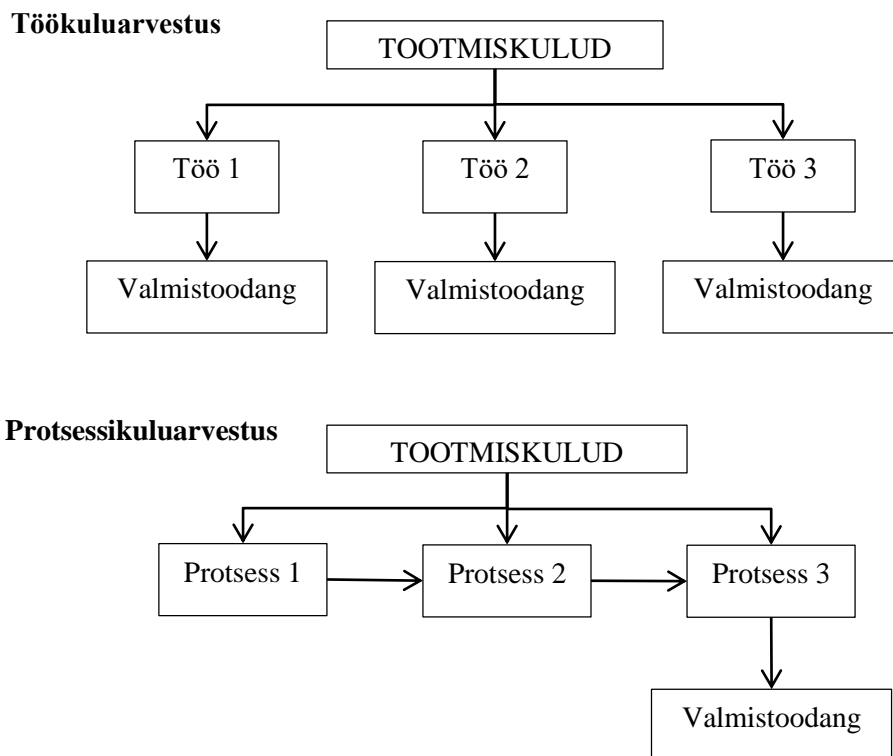 Töökuluarvestus
TOOTMISKULUD
Töö 1
Töö 2
Töö 3
Valmistoodang
Valmistoodang
Valmistoodang
Protsessikuluarvestus
TOOTMISKULUD
Protsess 1
Protsess 2
Protsess 3
Valmistoodang